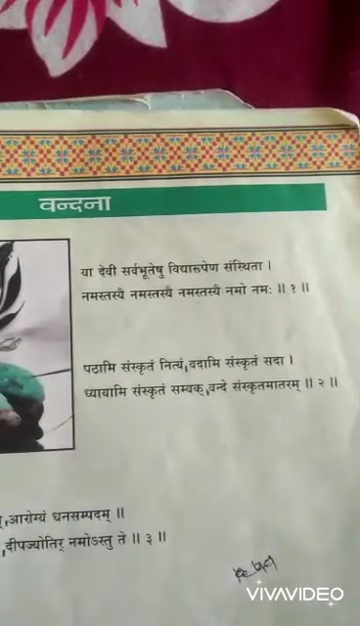 वन्दना
या देवी सर्वभूतेषु विद्यारुपेण संस्थिता ।
नमस्तस्यै नमस्तस्यै नमस्तस्यै नमो नमः ॥ १ ॥
पठामि संस्कृतं नित्यं,वदामि संस्कृतं सदा ।
ध्यायामि संस्कृतं सम्यक्,वन्दे संस्कृतमातरम् ॥ २ ॥
,आरोग्यं धनसम्पदम् ॥
,दीपज्योतिर् नमोऽस्तु ते ॥ ३ ॥
VIVAVIDEO